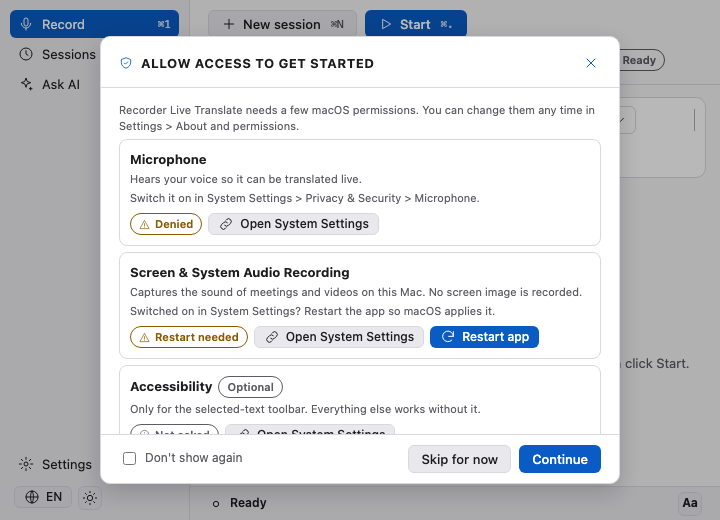 Record ⌘1
New session ⌘N
Start ⌘.
Sessions
Ask AI
Ready
ALLOW ACCESS TO GET STARTED
Recorder Live Translate needs a few macOS permissions. You can change them any time in
Settings > About and permissions.
Microphone
Hears your voice so it can be translated live.
Switch it on in System Settings > Privacy & Security > Microphone.
Denied
Open System Settings
Screen & System Audio Recording
Captures the sound of meetings and videos on this Mac. No screen image is recorded.
Switched on in System Settings? Restart the app so macOS applies it.
Restart needed
Open System Settings
Restart app
click Start.
Accessibility
Optional
Only for the selected-text toolbar. Everything else works without it.
Not asked
Open System Settings
Don't show again
Skip for now
Continue
Settings
EN
Ready
Aa